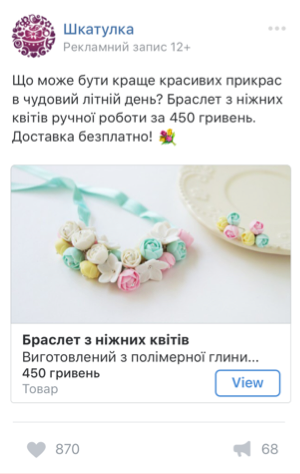 Шкатулка
Рекламний запис 12+
Що може бути краще красивих прикрас
в чудовий літній день? Браслет з ніжних
квітів ручної роботи за 450 гривень.
Доставка безплатно! 💐
Браслет з ніжних квітів
Виготовлений з полімерної глини...
450 гривень
Товар
View
870
68